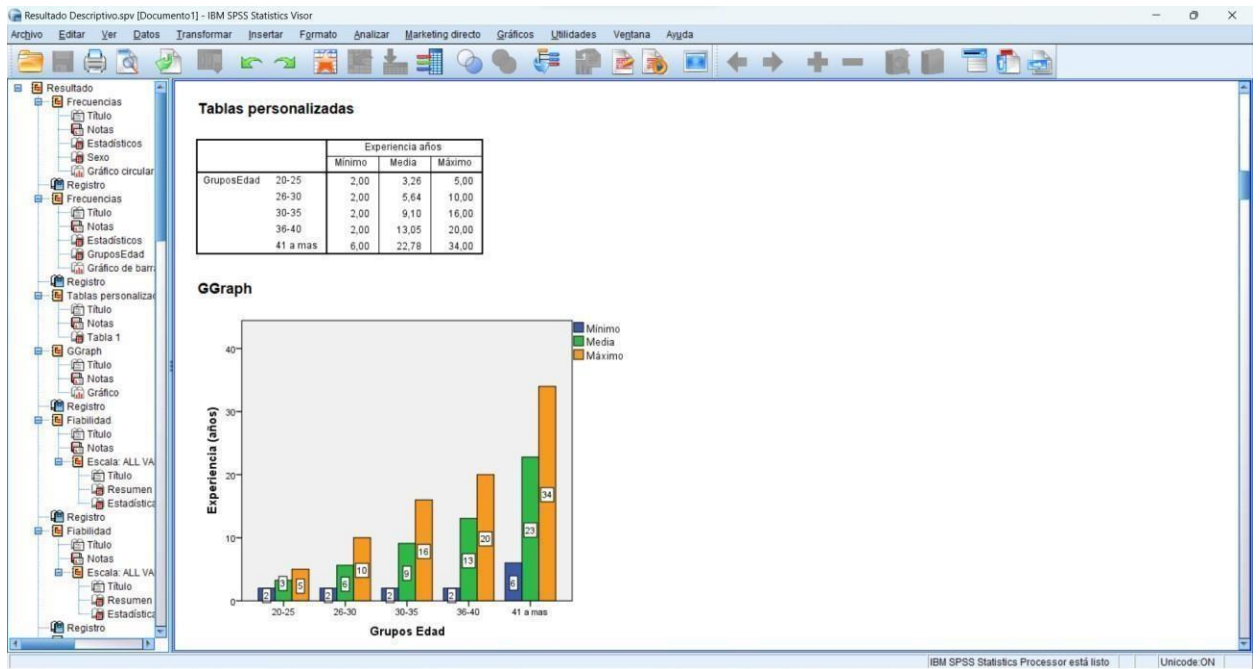 Resultado Descriptivo.spv [Documento1] - IBM SPSS Statistics Visor
Archivo Editar Ver Datos Transformar Insertar Formato Analizar Marketing directo Gráficos Utilidades Ventana Ayuda
Resultado
Frecuencias
Título
Notas
Estadísticos
Sexo
Gráfico circular
Registro
Frecuencias
Título
Notas
Estadísticos
GruposEdad
Gráfico de barr
Registro
Tablas personalizac
Título
Notas
Tabla 1
GGraph
Título
Notas
Gráfico
Registro
Fiabilidad
Título
Notas
Escala: ALL VA
Título
Resumen
Estadística
Registro
Fiabilidad
Título
Notas
Escala: ALL VA
Título
Resumen
Estadística
Registro
Tablas personalizadas
Experiencia años
Mínimo Media Máximo
GruposEdad 20-25 2,00 3,26 5,00
26-30 2,00 5,64 10,00
30-35 2,00 9,10 16,00
36-40 2,00 13,05 20,00
41 a mas 6,00 22,78 34,00
GGraph
Mínimo
Media
Máximo
Experiencia (años)
40
30
20
10
0
2 3 5
2 6 10
2 9 16
2 13 20
6 23 34
20-25 26-30 30-35 36-40 41 a mas
Grupos Edad
IBM SPSS Statistics Processor está listo Unicode:ON